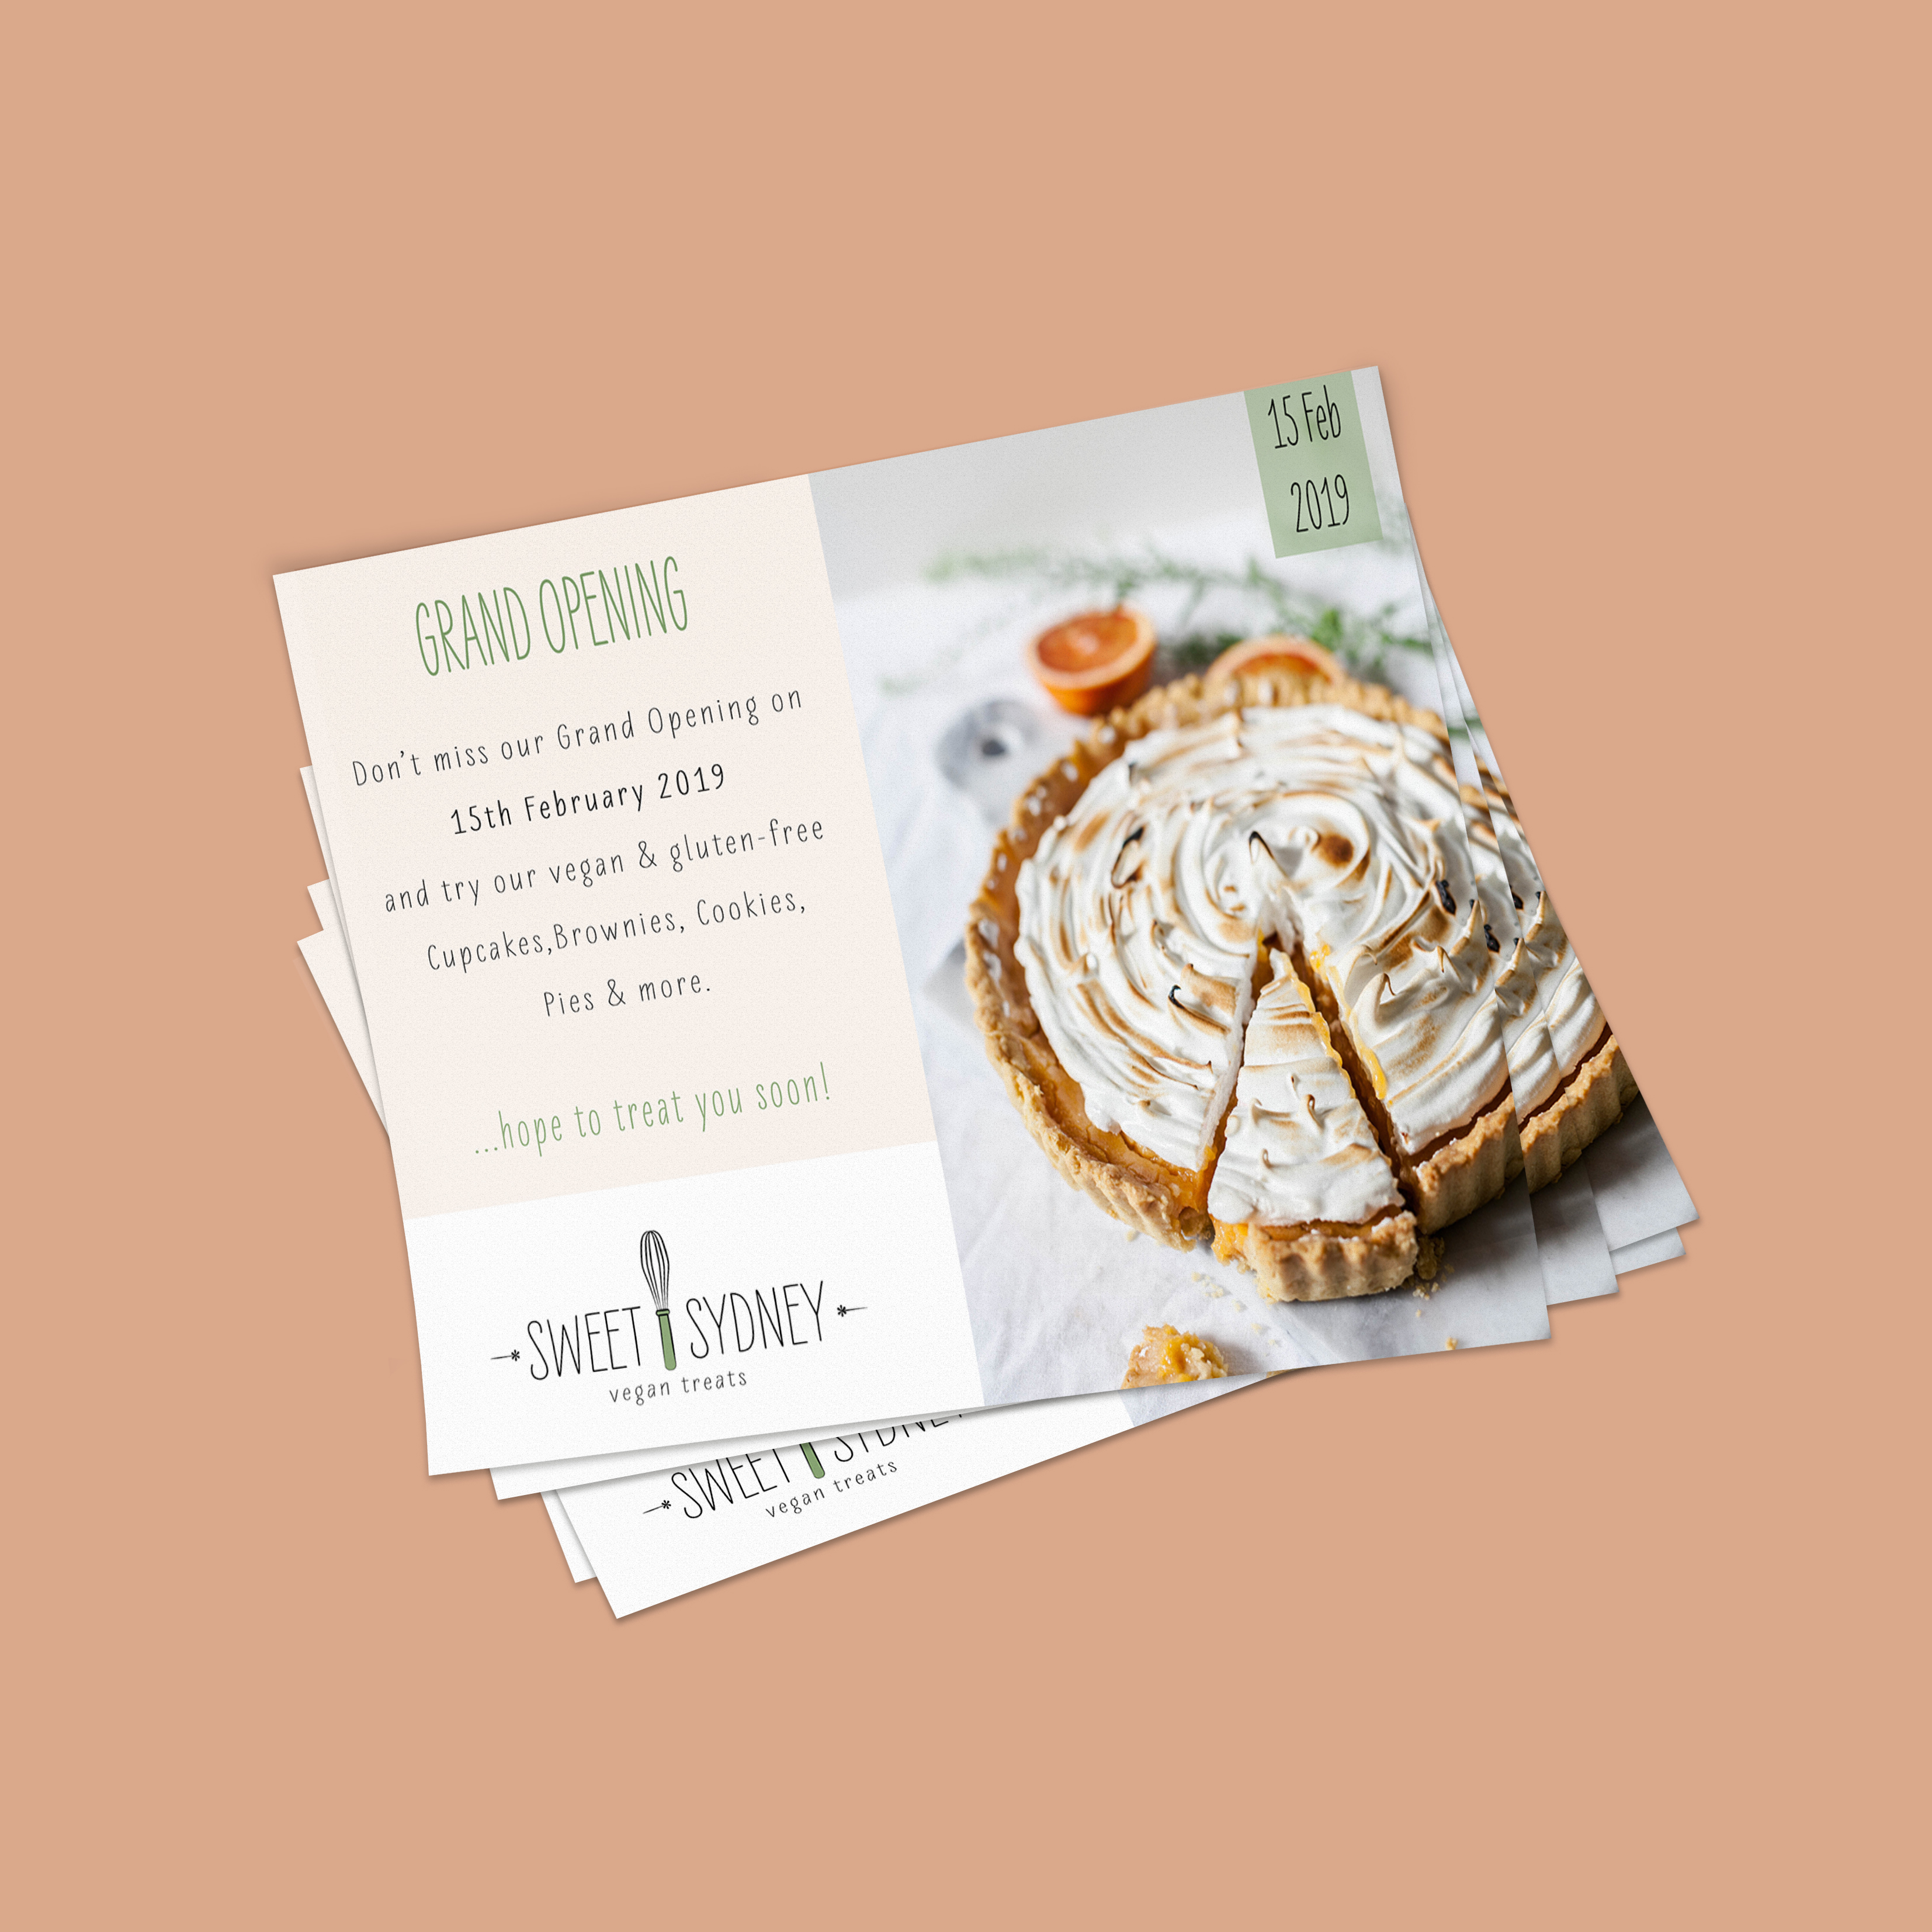 GRAND OPENING
Don't miss our Grand Opening on
15th February 2019
and try our vegan & gluten-free
Cupcakes,Brownies, Cookies,
Pies & more.
...hope to treat you soon!
SWEET SYDNEY
vegan treats
15 Feb
2019
SWEET SYDNEY
vegan treats